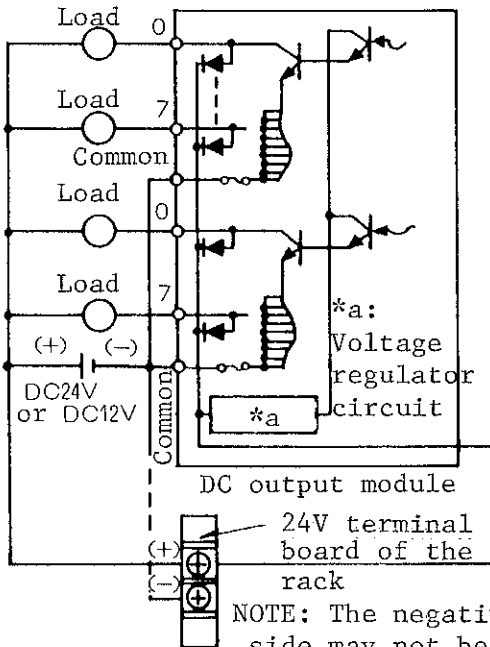 Load
0
Load
7
Common
Load
0
Load
7
(+) (-)
DC24V
or DC12V
Common
*a:
Voltage
regulator
circuit
*a
DC output module
24V terminal
board of the
rack
(+)
(-)
NOTE: The negativ
side may not be